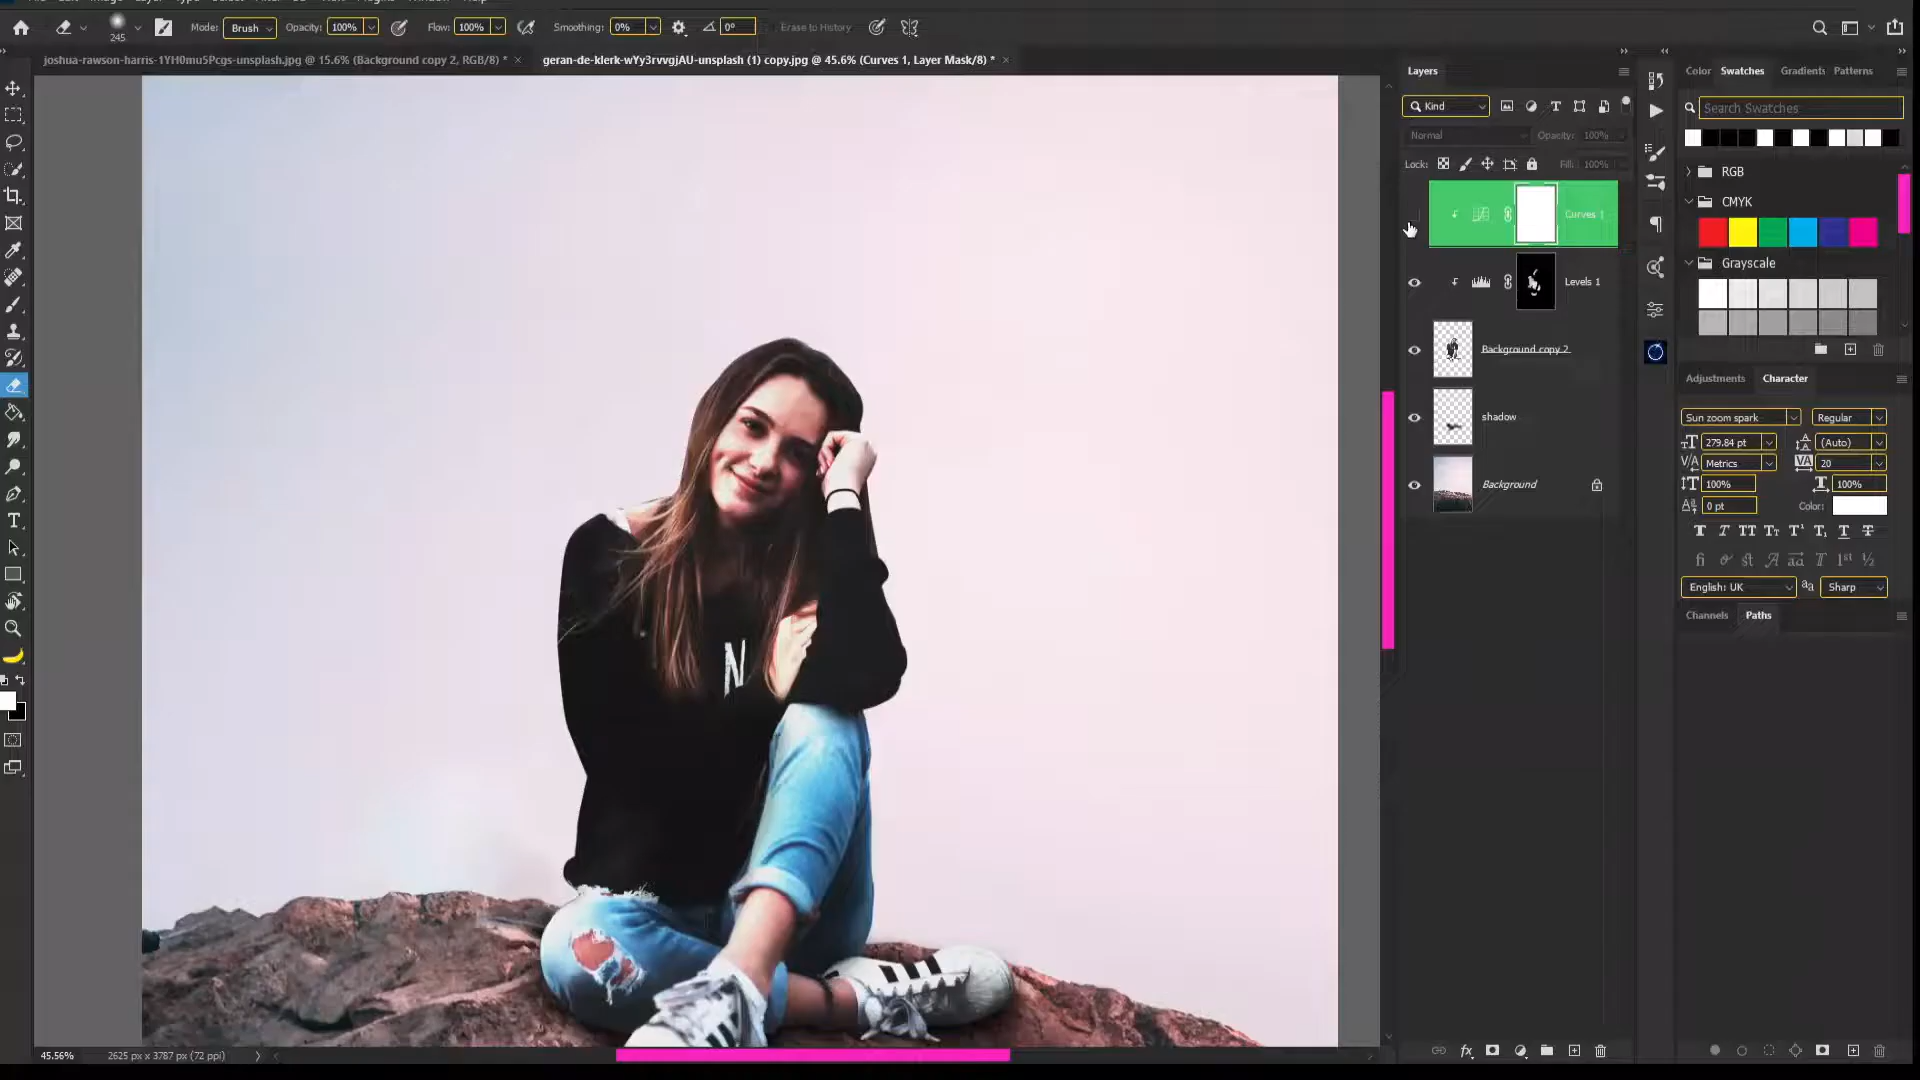 245
Mode: Brush
Opacity: 100%
Flow: 100%
Smoothing: 0%
0°
Erase to History
joshua-rawson-harris-1YH0mu5Pcgs-unsplash.jpg @ 15.6% (Background copy 2, RGB/8) *
geran-de-klerk-wYy3rvvgjAU-unsplash (1) copy.jpg @ 45.6% (Curves 1, Layer Mask/8) *
Layers
Kind
Normal
Opacity: 100%
Lock:
Fill: 100%
Curves 1
Levels 1
Background copy 2
shadow
Background
Color
Swatches
Gradients
Patterns
Search Swatches
RGB
CMYK
Grayscale
Adjustments
Character
Sun zoom spark
Regular
279.84 pt
(Auto)
Metrics
20
100%
100%
0 pt
Color:
English: UK
aa
Sharp
Channels
Paths
N
45.56%
2625 px x 3787 px (72 ppi)